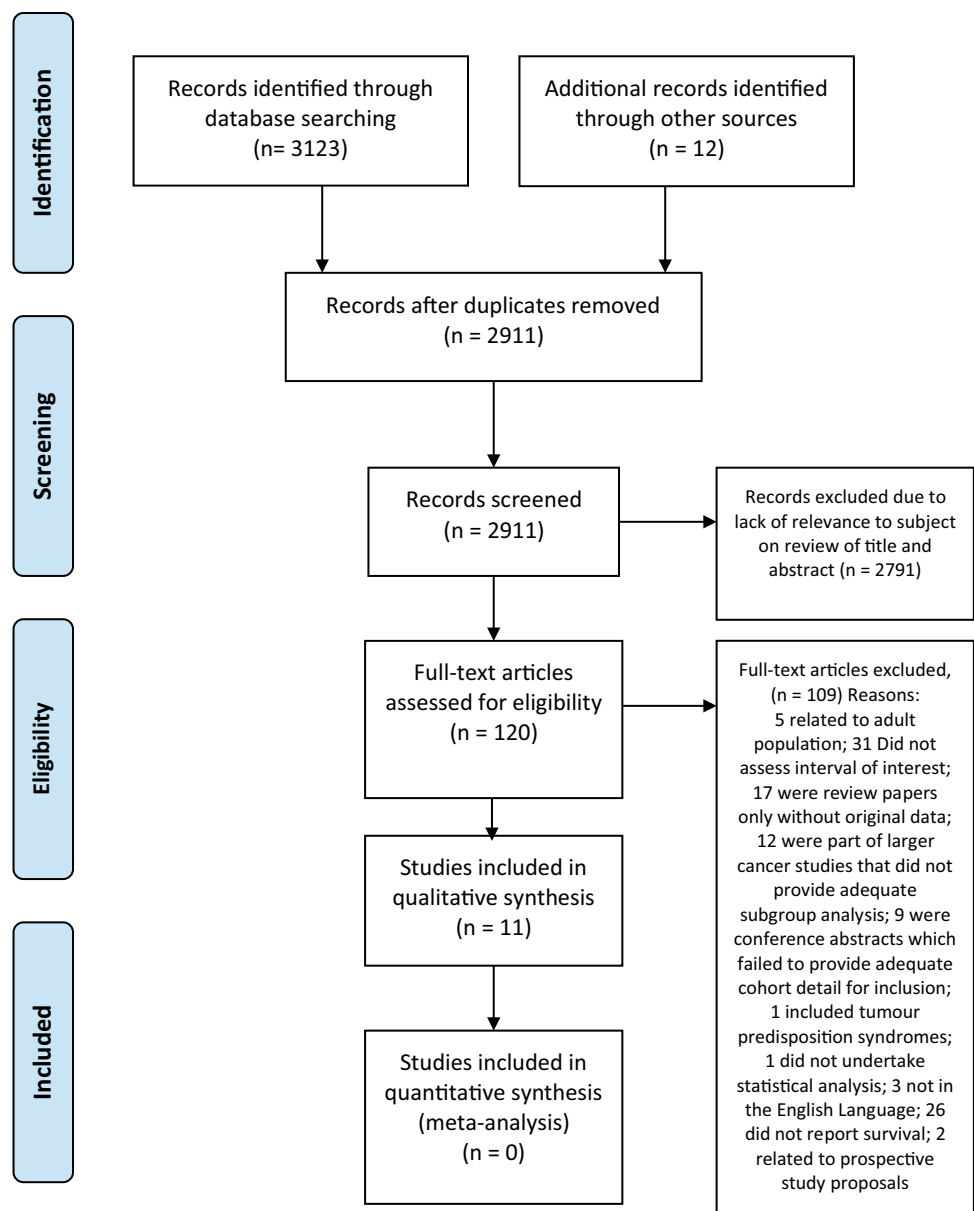 Identification
Records identified through
database searching
(n= 3123)
Additional records identified
through other sources
(n = 12)
Records after duplicates removed
(n = 2911)
Screening
Records screened
(n = 2911)
Records excluded due to
lack of relevance to subject
on review of title and
abstract (n = 2791)
Eligibility
Full-text articles
assessed for eligibility
(n = 120)
Full-text articles excluded,
(n = 109) Reasons:
5 related to adult
population; 31 Did not
assess interval of interest;
17 were review papers
only without original data;
12 were part of larger
cancer studies that did not
provide adequate
subgroup analysis; 9 were
conference abstracts which
failed to provide adequate
cohort detail for inclusion;
1 included tumour
predisposition syndromes;
1 did not undertake
statistical analysis; 3 not in
the English Language; 26
did not report survival; 2
related to prospective
study proposals
Studies included in
qualitative synthesis
(n = 11)
Included
Studies included in
quantitative synthesis
(meta-analysis)
(n = 0)